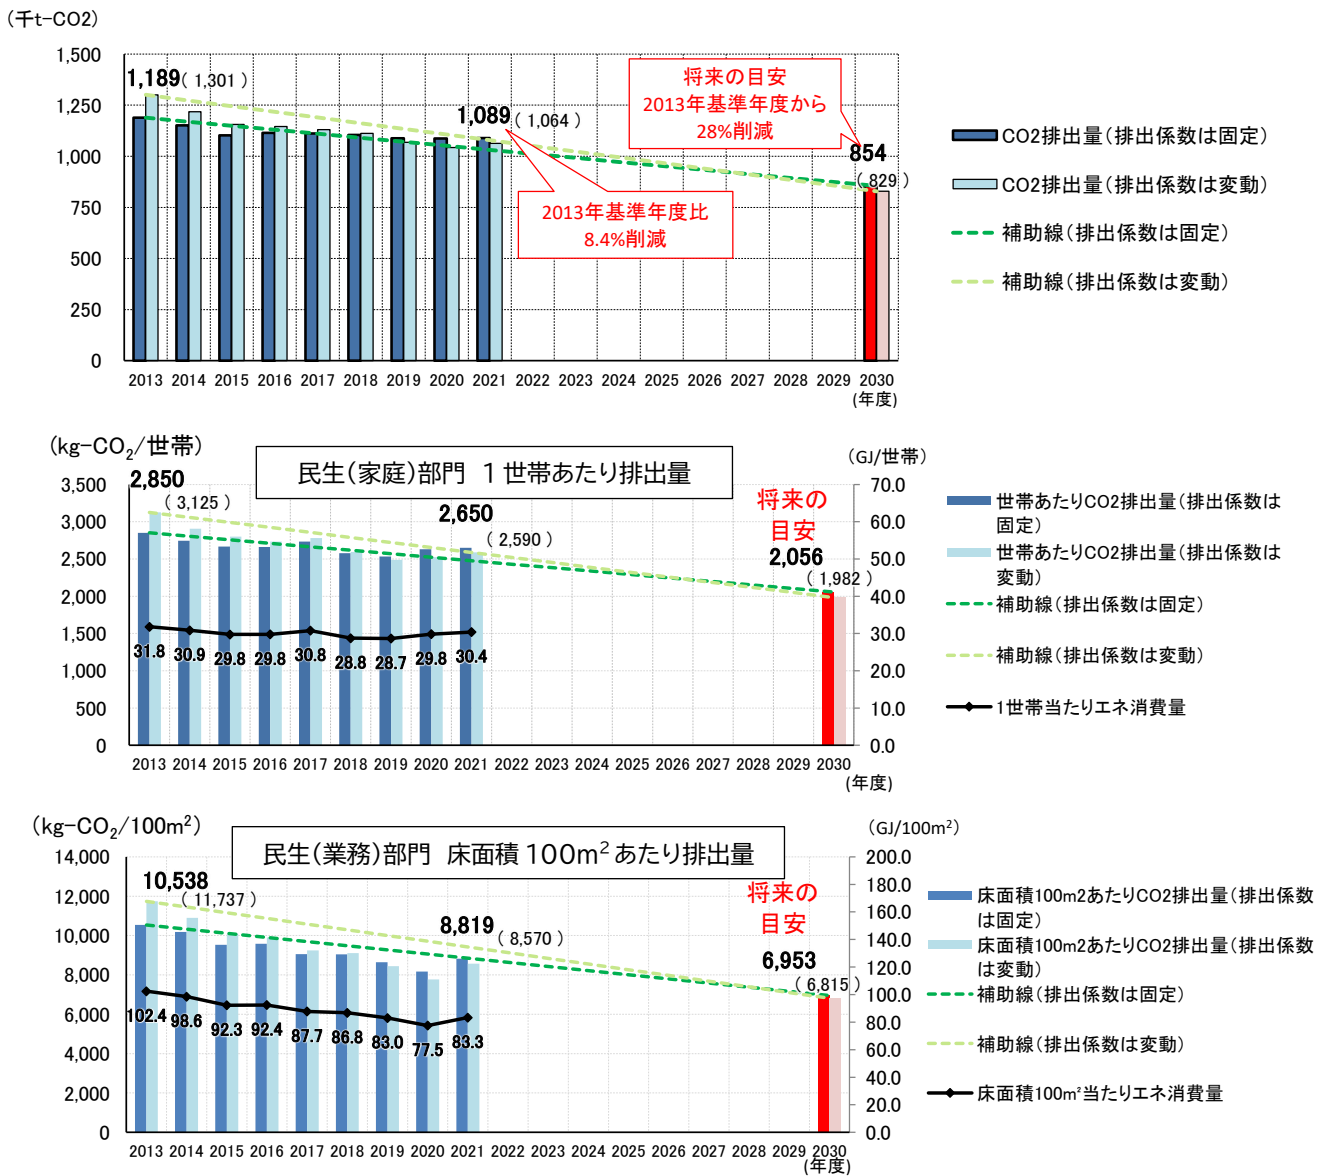 (千t-CO2)
1,500
1,250
1,000
750
500
250
0
1,189
( 1,301 )
1,089
( 1,064 )
2013年基準年度比
8.4%削減
将来の目安
2013年基準年度から
28%削減
854
( 829 )
2013 2014 2015 2016 2017 2018 2019 2020 2021 2022 2023 2024 2025 2026 2027 2028 2029 2030
(年度)
CO2排出量(排出係数は固定)
CO2排出量(排出係数は変動)
補助線(排出係数は固定)
補助線(排出係数は変動)
(kg-CO₂/世帯)
民生(家庭)部門 1世帯あたり排出量
(GJ/世帯)
3,500
3,000
2,500
2,000
1,500
1,000
500
0
2,850
( 3,125 )
2,650
( 2,590 )
将来の
目安
2,056
( 1,982 )
31.8 30.9 29.8 29.8 30.8 28.8 28.7 29.8 30.4
70.0
60.0
50.0
40.0
30.0
20.0
10.0
0.0
2013 2014 2015 2016 2017 2018 2019 2020 2021 2022 2023 2024 2025 2026 2027 2028 2029 2030
(年度)
世帯あたりCO2排出量(排出係数は
固定)
世帯あたりCO2排出量(排出係数は
変動)
補助線(排出係数は固定)
補助線(排出係数は変動)
1世帯当たりエネ消費量
(kg-CO₂/100m²)
民生(業務)部門 床面積100m²あたり排出量
(GJ/100m²)
14,000
12,000
10,000
8,000
6,000
4,000
2,000
0
10,538
( 11,737 )
8,819
( 8,570 )
将来の
目安
6,953
( 6,815 )
102.4 98.6 92.3 92.4 87.7 86.8 83.0 77.5 83.3
200.0
180.0
160.0
140.0
120.0
100.0
80.0
60.0
40.0
20.0
0.0
2013 2014 2015 2016 2017 2018 2019 2020 2021 2022 2023 2024 2025 2026 2027 2028 2029 2030
(年度)
床面積100m2あたりCO2排出量(排出係数
は固定)
床面積100m2あたりCO2排出量(排出係数
は変動)
補助線(排出係数は固定)
補助線(排出係数は変動)
床面積100m²当たりエネ消費量